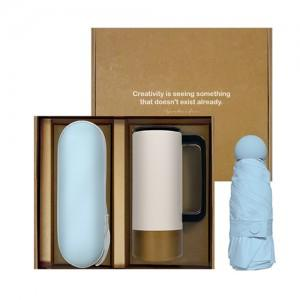 Creativity is seeing something
that doesn't exist already.